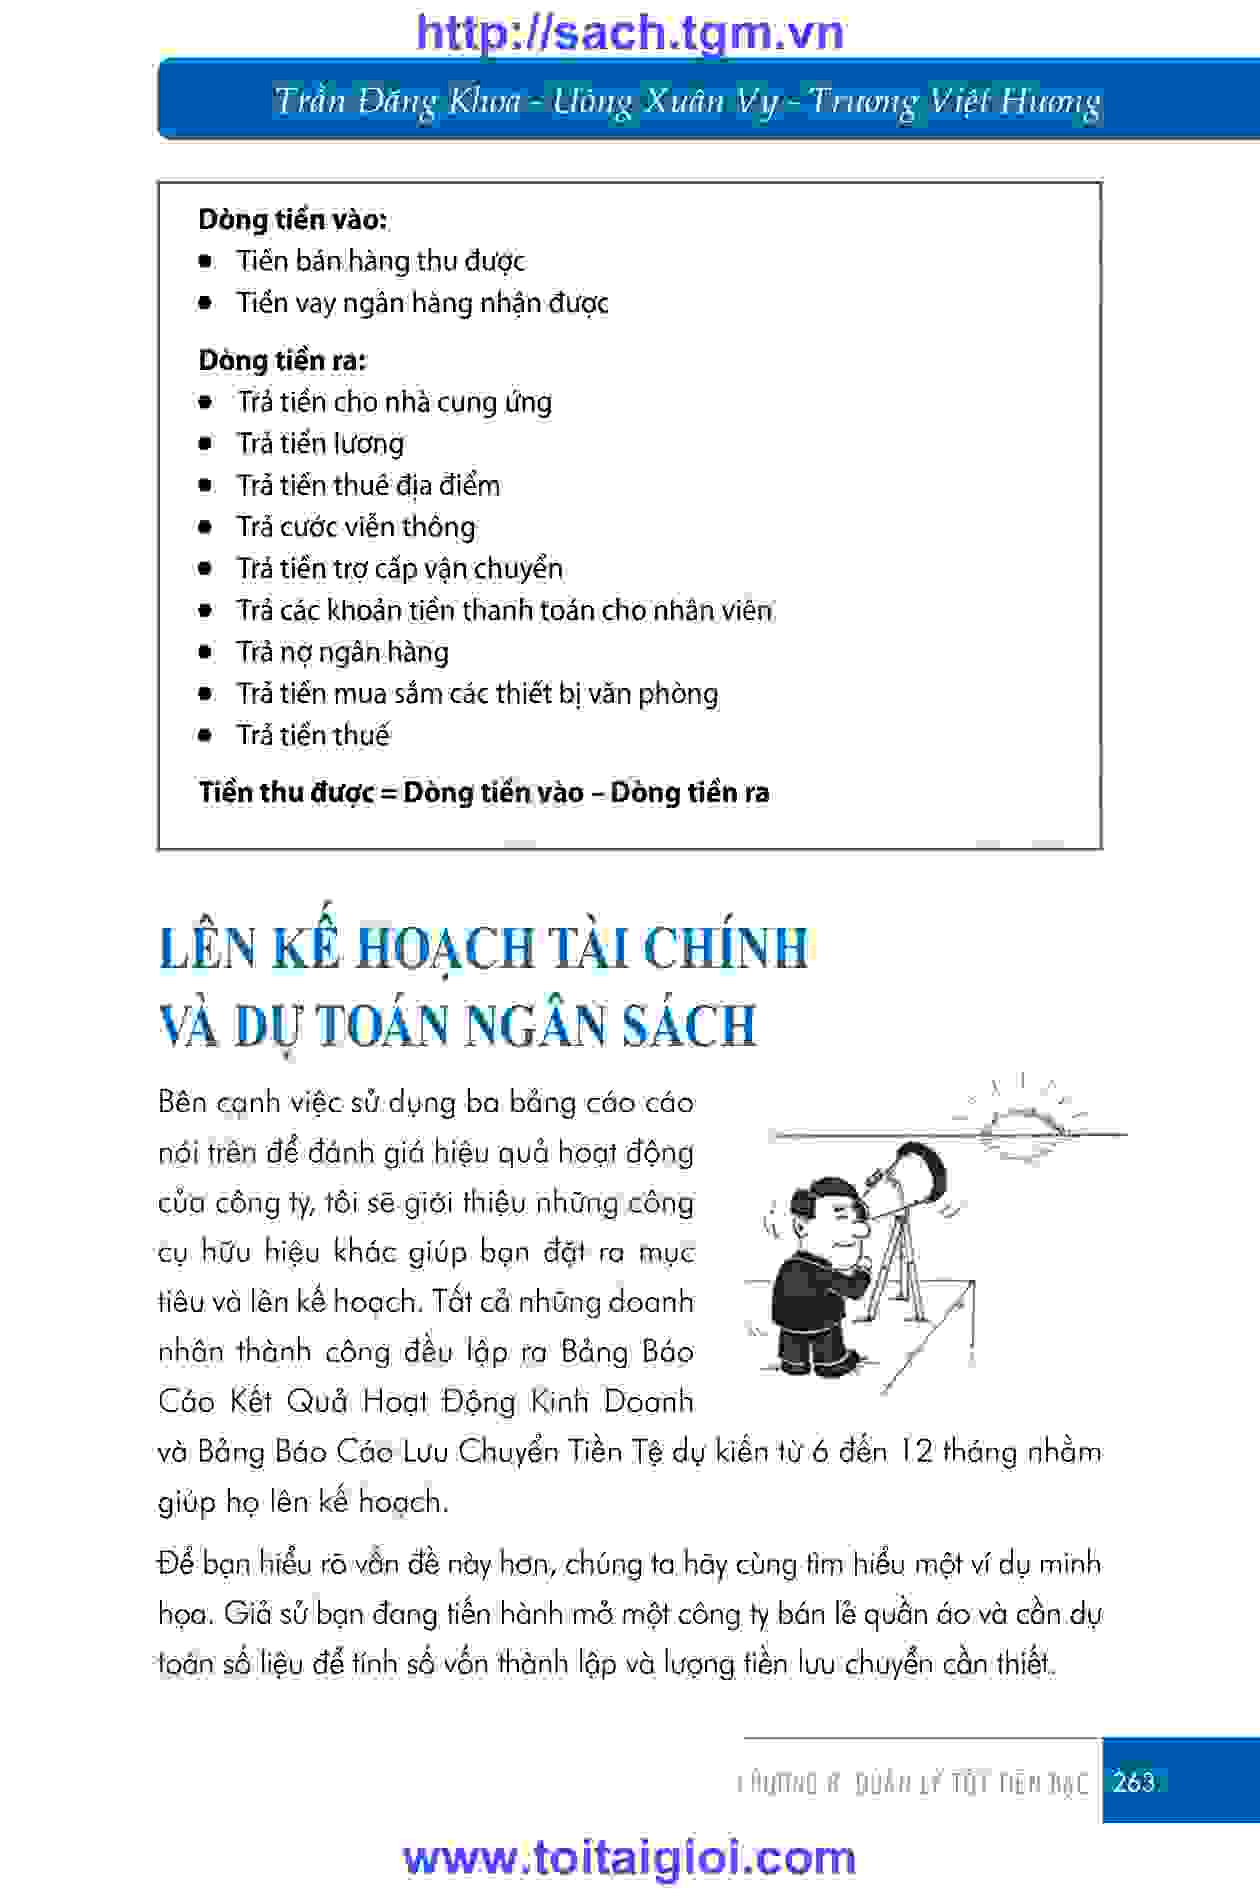 http://sach.tgm.vn
Trần Đăng Khoa - Uông Xuân Vy - Trương Việt Hương
Dòng tiền vào:
• Tiền bán hàng thu được
• Tiền vay ngân hàng nhận được
Dòng tiền ra:
• Trả tiền cho nhà cung ứng
• Trả tiền lương
• Trả tiền thuê địa điểm
• Trả cước viễn thông
• Trả tiền trợ cấp vận chuyển
• Trả các khoản tiền thanh toán cho nhân viên
• Trả nợ ngân hàng
• Trả tiền mua sắm các thiết bị văn phòng
• Trả tiền thuế
Tiền thu được = Dòng tiền vào – Dòng tiền ra
LÊN KẾ HOẠCH TÀI CHÍNH
VÀ DỰ TOÁN NGÂN SÁCH
Bên cạnh việc sử dụng ba bảng cáo cáo
nói trên để đánh giá hiệu quả hoạt động
của công ty, tôi sẽ giới thiệu những công
cụ hữu hiệu khác giúp bạn đặt ra mục
tiêu và lên kế hoạch. Tất cả những doanh
nhân thành công đều lập ra Bảng Báo
Cáo Kết Quả Hoạt Động Kinh Doanh
và Bảng Báo Cáo Lưu Chuyển Tiền Tệ dự kiến từ 6 đến 12 tháng nhằm
giúp họ lên kế hoạch.
Để bạn hiểu rõ vấn đề này hơn, chúng ta hãy cùng tìm hiểu một ví dụ minh
họa. Giả sử bạn đang tiến hành mở một công ty bán lẻ quần áo và cần dự
toán số liệu để tính số vốn thành lập và lượng tiền lưu chuyển cần thiết.
CHƯƠNG 8: QUẢN LÝ TỐT TIỀN BẠC 263
www.toitaigioi.com